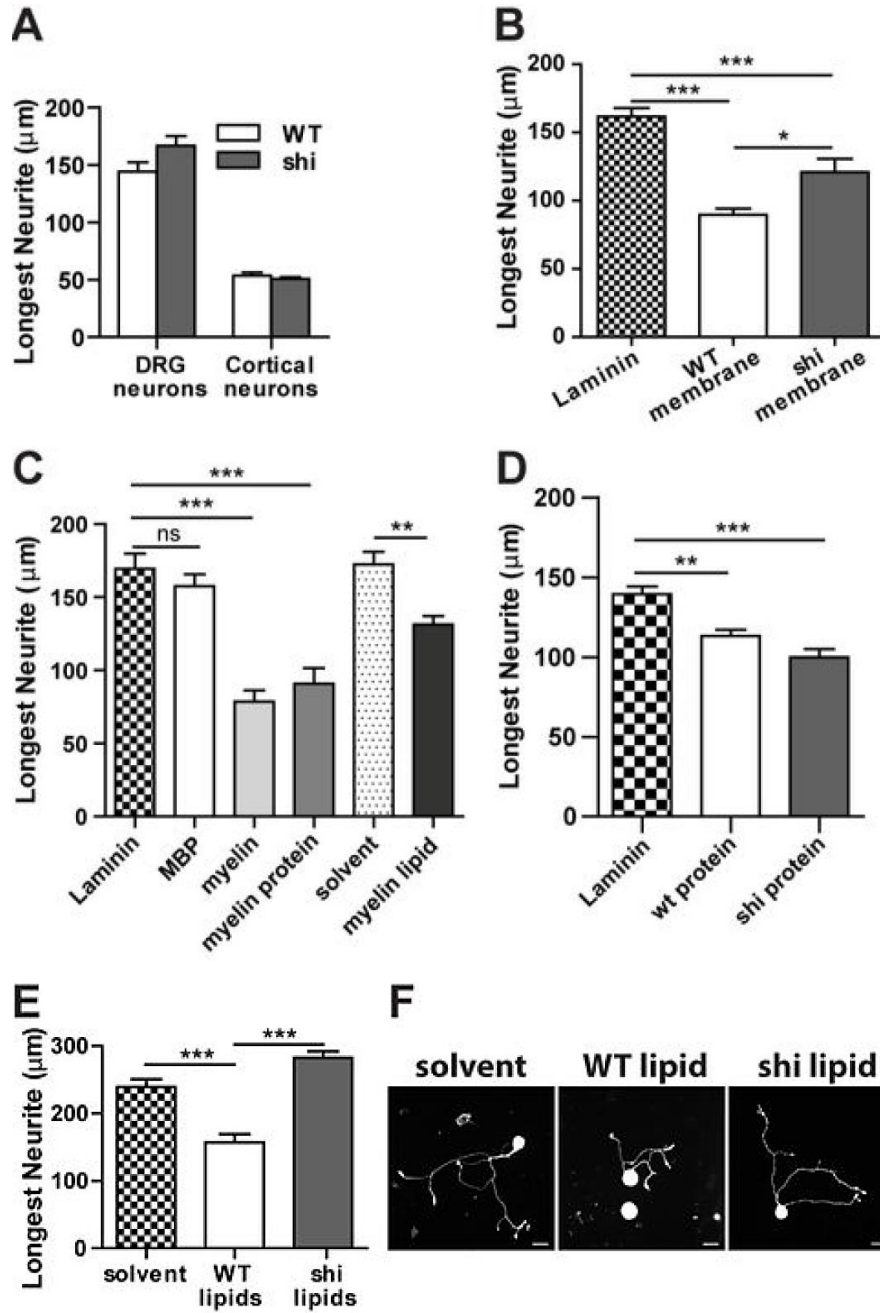 A
Longest Neurite (μm)
200
150
100
50
0
WT
shi
DRG
neurons
Cortical
neurons
B
Longest Neurite (μm)
200
150
100
50
0
***
***
*
Laminin
WT
membrane
shi
membrane
C
Longest Neurite (μm)
200
150
100
50
0
***
***
ns
**
Laminin
MBP
myelin
myelin protein
solvent
myelin lipid
D
Longest Neurite (μm)
200
150
100
50
0
***
**
Laminin
wt protein
shi protein
E
Longest Neurite (μm)
300
200
100
0
***
***
solvent
WT
lipids
shi
lipids
F
solvent
WT lipid
shi lipid